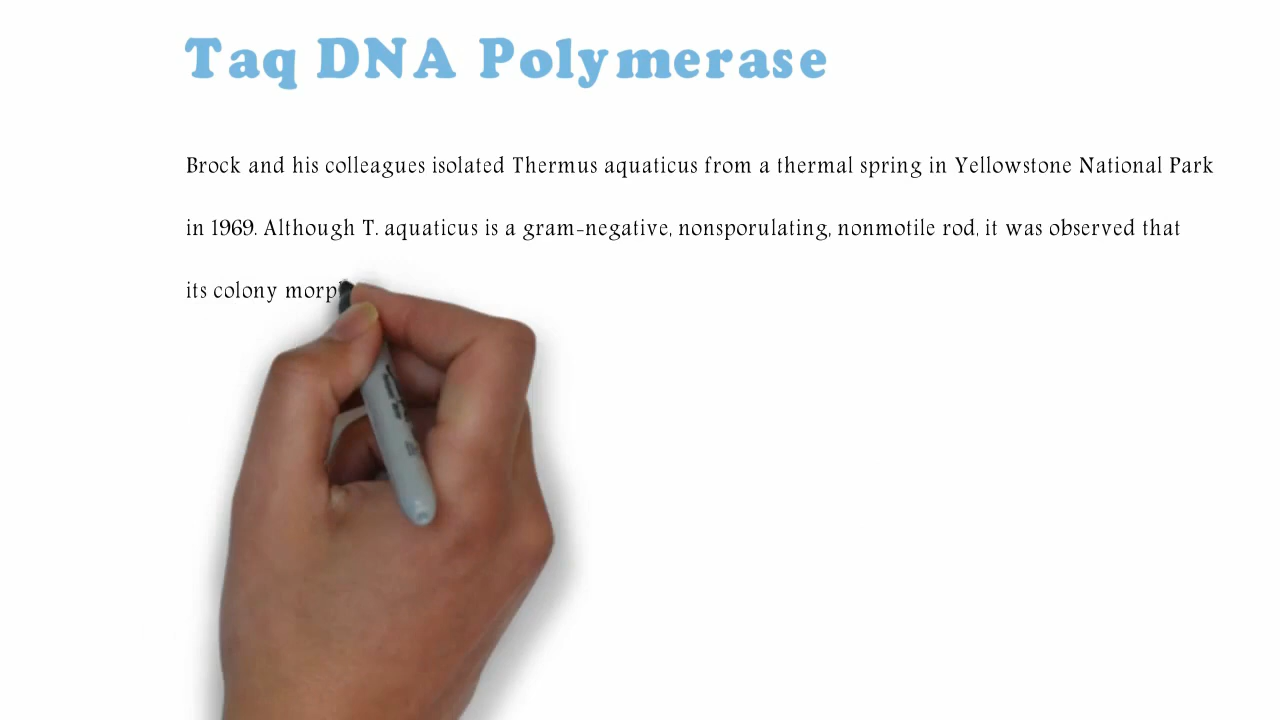 Taq DNA Polymerase
Brock and his colleagues isolated Thermus aquaticus from a thermal spring in Yellowstone National Park
in 1969. Although T. aquaticus is a gram-negative, nonsporulating, nonmotile rod, it was observed that
its colony